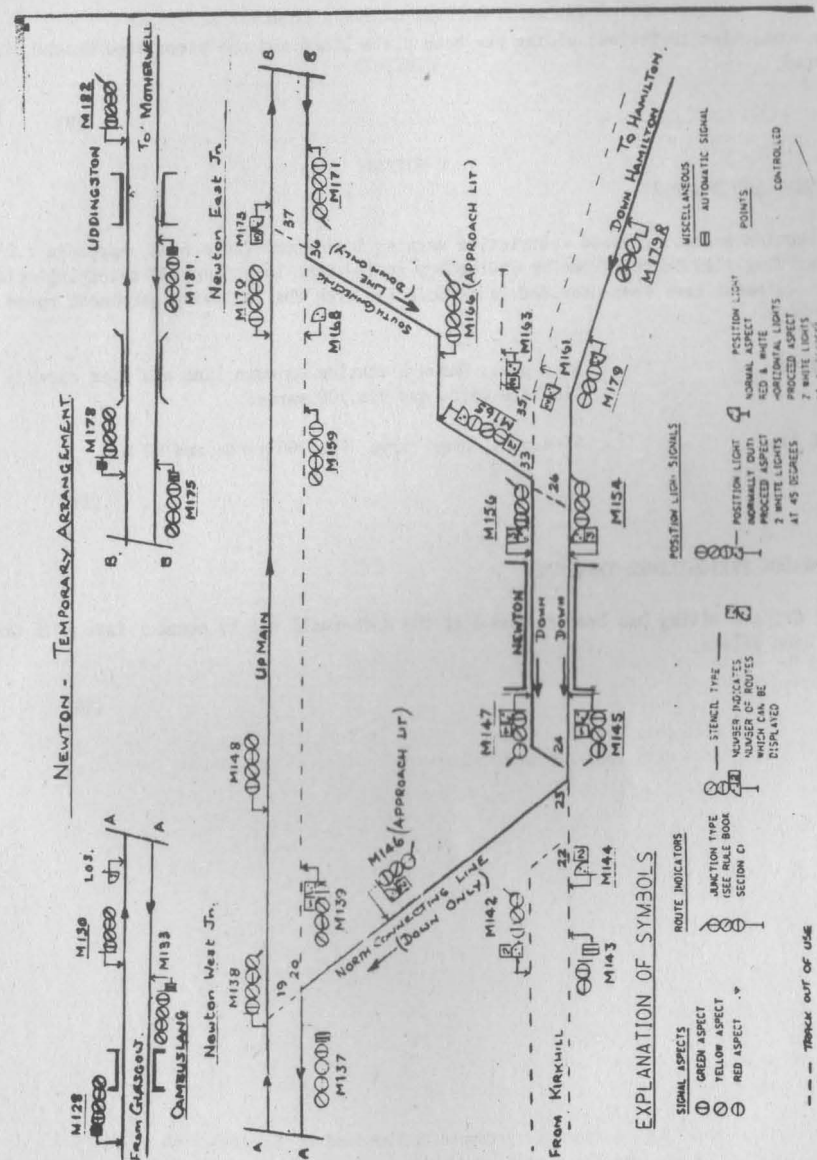 NEWTON - TEMPORARY ARRANGEMENT.
M128
M130
L.O.S.
A
A
From GLASGOW.
M133
CAMBUSLANG
M178
M182
B
B
UDDINGSTON
TO MOTHERWELL
M175
M181
Newton West Jn.
Newton East Jn
M138
M148
M170
M173
A
A
UP MAIN
B
B
19
20
37
36
M137
M139
M159
M168
M171
SOUTH CONNECTING
LINE
(DOWN ONLY)
M146 (APPROACH LIT)
M166 (APPROACH LIT)
NORTH CONNECTING LINE
(DOWN ONLY)
M162
M163
33
35
M161
M147
M156
NEWTON
DOWN
DOWN
24
23
26
M145
M154
M179
M179R
TO HAMILTON
DOWN HAMILTON
M142
2
22
2
M143
M144
FROM KIRKHILL
EXPLANATION OF SYMBOLS
SIGNAL ASPECTS
GREEN ASPECT
YELLOW ASPECT
RED ASPECT
ROUTE INDICATORS
JUNCTION TYPE
(SEE RULE BOOK
SECTION C)
STENCIL TYPE
NUMBER INDICATES
NUMBER OF ROUTES
WHICH CAN BE
DISPLAYED
POSITION LIGHT SIGNALS
POSITION LIGHT
(NORMALLY OUT)
PROCEED ASPECT
2 WHITE LIGHTS
AT 45 DEGREES
POSITION LIGHT
NORMAL ASPECT
RED & WHITE
HORIZONTAL LIGHTS
PROCEED ASPECT
2 WHITE LIGHTS
MISCELLANEOUS
AUTOMATIC SIGNAL
POINTS
CONTROLLED
--- TRACK OUT OF USE